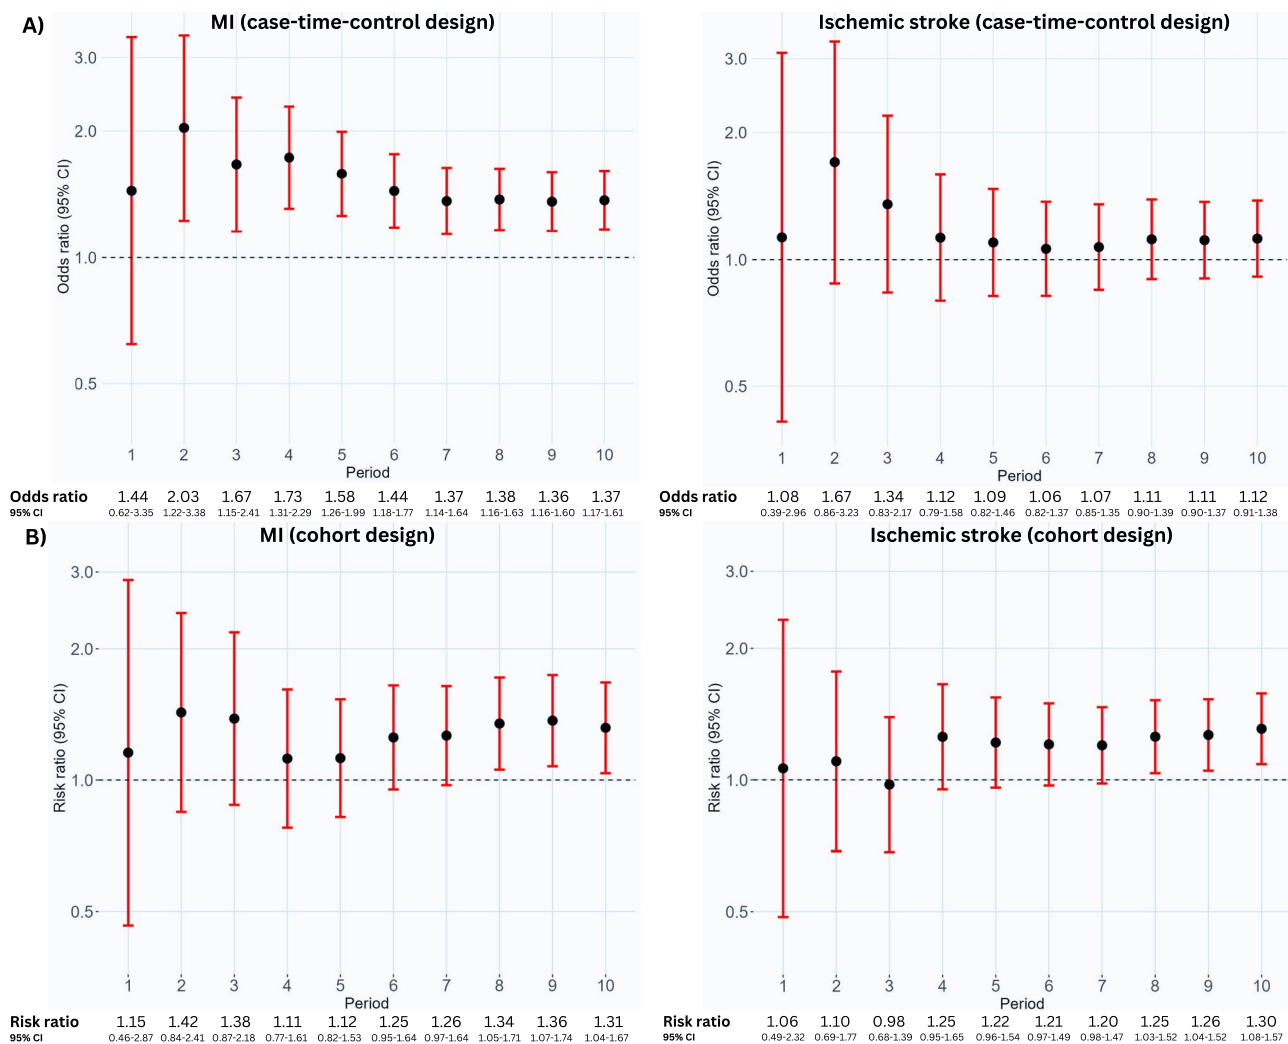 A)
MI (case-time-control design)
3.0
2.0
1.0
0.5
Odds ratio (95% CI)
1 2 3 4 5 6 7 8 9 10
Period
Odds ratio 1.44 2.03 1.67 1.73 1.58 1.44 1.37 1.38 1.36 1.37
95% CI 0.62-3.35 1.22-3.38 1.15-2.41 1.31-2.29 1.26-1.99 1.18-1.77 1.14-1.64 1.16-1.63 1.16-1.60 1.17-1.61
Ischemic stroke (case-time-control design)
3.0
2.0
1.0
0.5
Odds ratio (95% CI)
1 2 3 4 5 6 7 8 9 10
Period
Odds ratio 1.08 1.67 1.34 1.12 1.09 1.06 1.07 1.11 1.11 1.12
95% CI 0.39-2.96 0.86-3.23 0.83-2.17 0.79-1.58 0.82-1.46 0.82-1.37 0.85-1.35 0.90-1.39 0.90-1.37 0.91-1.38
B)
MI (cohort design)
3.0
2.0
1.0
0.5
Risk ratio (95% CI)
1 2 3 4 5 6 7 8 9 10
Period
Risk ratio 1.15 1.42 1.38 1.11 1.12 1.25 1.26 1.34 1.36 1.31
95% CI 0.46-2.87 0.84-2.41 0.87-2.18 0.77-1.61 0.82-1.53 0.95-1.64 0.97-1.64 1.05-1.71 1.07-1.74 1.04-1.67
Ischemic stroke (cohort design)
3.0
2.0
1.0
0.5
Risk ratio (95% CI)
1 2 3 4 5 6 7 8 9 10
Period
Risk ratio 1.06 1.10 0.98 1.25 1.22 1.21 1.20 1.25 1.26 1.30
95% CI 0.49-2.32 0.69-1.77 0.68-1.39 0.95-1.65 0.96-1.54 0.97-1.49 0.98-1.47 1.03-1.52 1.04-1.52 1.08-1.57